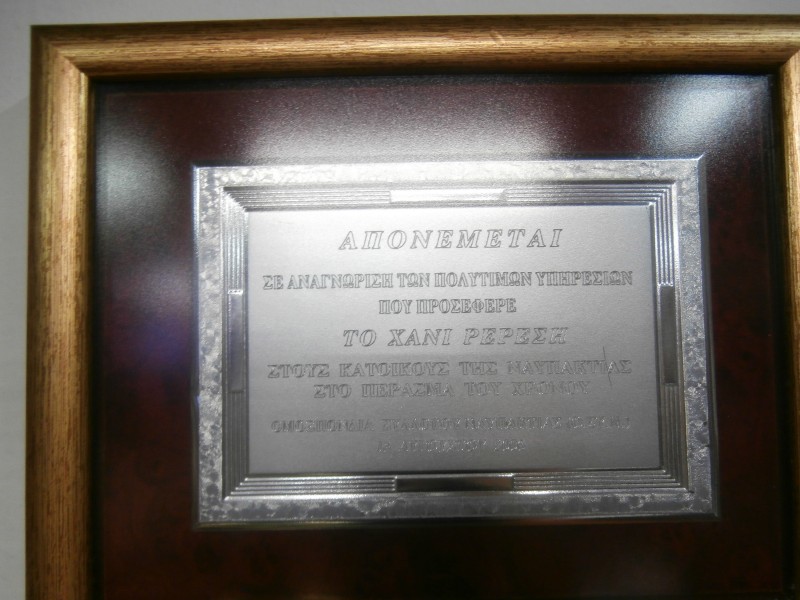 ΑΠΟΝΕΜΕΤΑΙ
ΣΕ ΑΝΑΓΝΩΡΙΣΗ ΤΩΝ ΠΟΛΥΤΙΜΩΝ ΥΠΗΡΕΣΙΩΝ
ΠΟΥ ΠΡΟΣΕΦΕΡΕ
ΤΟ ΧΑΝΙ ΡΕΡΕΣΗ
ΣΤΟΥΣ ΚΑΤΟΙΚΟΥΣ ΤΗΣ ΝΑΥΠΑΚΤΙΑΣ
ΣΤΟ ΠΕΡΑΣΜΑ ΤΟΥ ΧΡΟΝΟΥ
ΟΜΟΣΠΟΝΔΙΑ